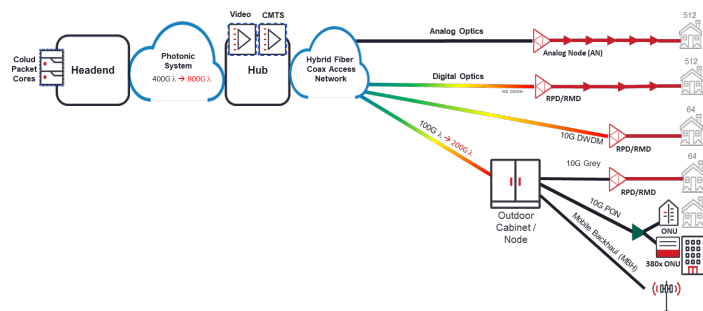 Colud
Packet
Cores
Headend
Photonic
System
400G λ → 800G λ
Video
CMTS
Hub
Hybrid Fiber
Coax Access
Network
Analog Optics
Analog Node (AN)
512
Digital Optics
10G DWDM
RPD/RMD
512
10G DWDM
RPD/RMD
64
100G λ → 200G λ
10G Grey
RPD/RMD
64
Outdoor
Cabinet /
Node
10G PON
ONU
380x ONU
Mobile Backhaul (MBH)